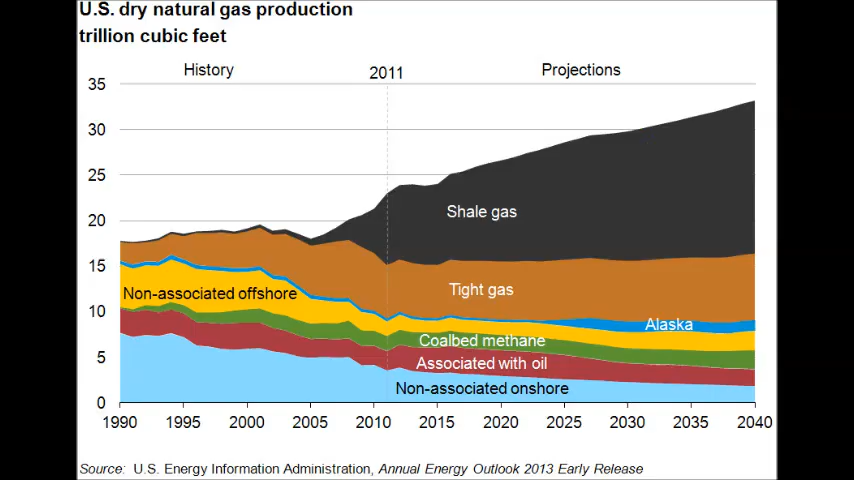 U.S. dry natural gas production
trillion cubic feet
History 2011 Projections
35
30
25
20
15
10
5
0
Shale gas
Tight gas
Non-associated offshore
Alaska
Coalbed methane
Associated with oil
Non-associated onshore
1990 1995 2000 2005 2010 2015 2020 2025 2030 2035 2040
Source: U.S. Energy Information Administration, Annual Energy Outlook 2013 Early Release